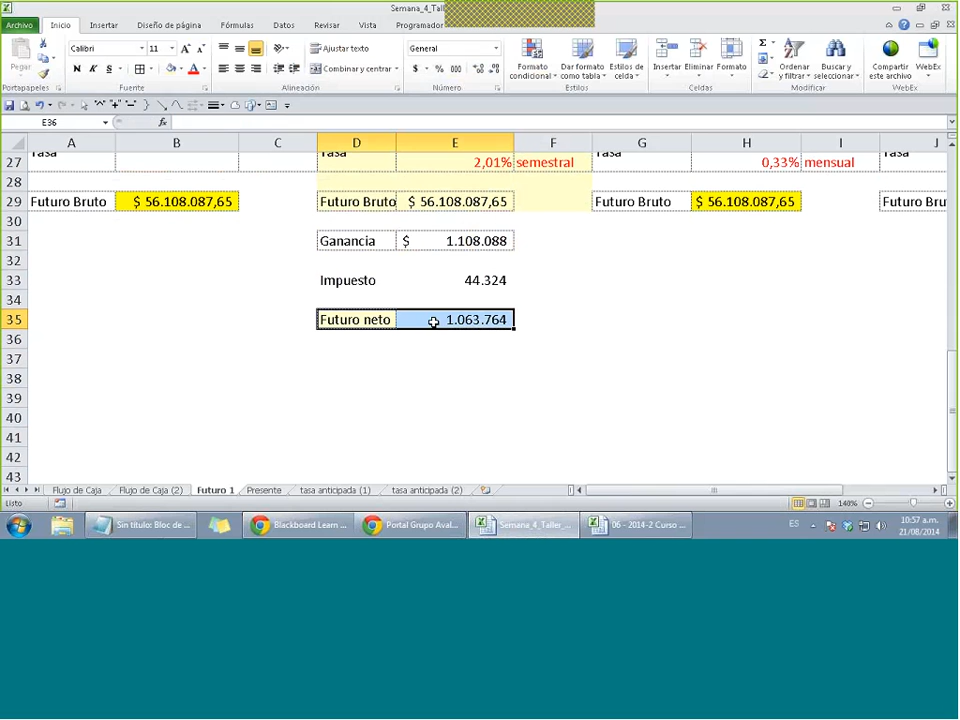 Semana_4_Tall
Archivo Inicio Insertar Diseño de página Fórmulas Datos Revisar Vista Programador
Pegar Calibri 11 Ajustar texto General Formato condicional Dar formato como tabla Estilos de celda Insertar Eliminar Formato Ordenar y filtrar Buscar y seleccionar Compartir este archivo WebEx
N K S Combinar y centrar $ % 000
Portapapeles Fuente Alineación Número Estilos Celdas Modificar WebEx
E36 fx
A B C D E F G H I J
27 Tasa Tasa 2,01% semestral Tasa 0,33% mensual Tasa
28
29 Futuro Bruto $ 56.108.087,65 Futuro Bruto $ 56.108.087,65 Futuro Bruto $ 56.108.087,65 Futuro Bru
30
31 Ganancia $ 1.108.088
32
33 Impuesto 44.324
34
35 Futuro neto 1.063.764
36
37
38
39
40
41
42
43
Flujo de Caja Flujo de Caja (2) Futuro 1 Presente tasa anticipada (1) tasa anticipada (2)
Listo 140%
Sin título: Bloc de ... Blackboard Learn ... Portal Grupo Aval... Semana_4_Taller_... 06 - 2014-2 Curso ... ES 10:57 a.m.
21/08/2014